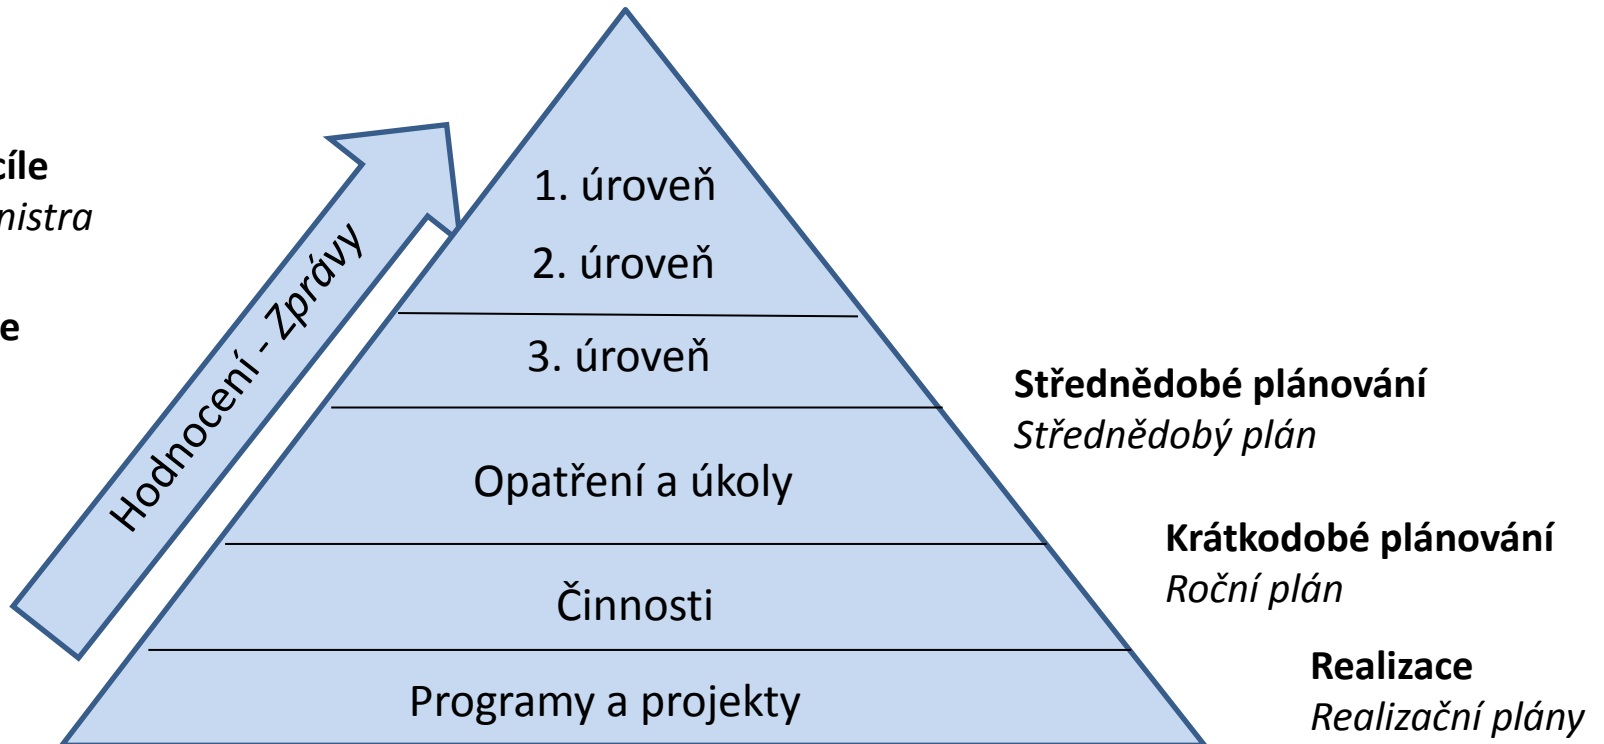 cíle
nistra
e
Hodnocení - Zprávy
1. úroveň
2. úroveň
3. úroveň
Opatření a úkoly
Činnosti
Programy a projekty
Střednědobé plánování
Střednědobý plán
Krátkodobé plánování
Roční plán
Realizace
Realizační plány